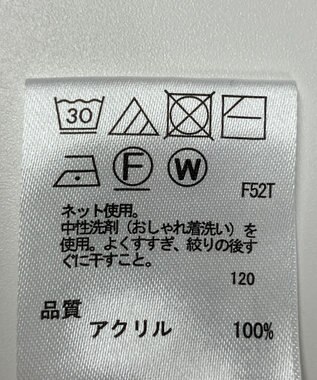 30
F W
F52T
ネット使用。
中性洗剤（おしゃれ着洗い）を
使用。よくすすぎ、絞りの後す
ぐに干すこと。
120
品質
アクリル 100%